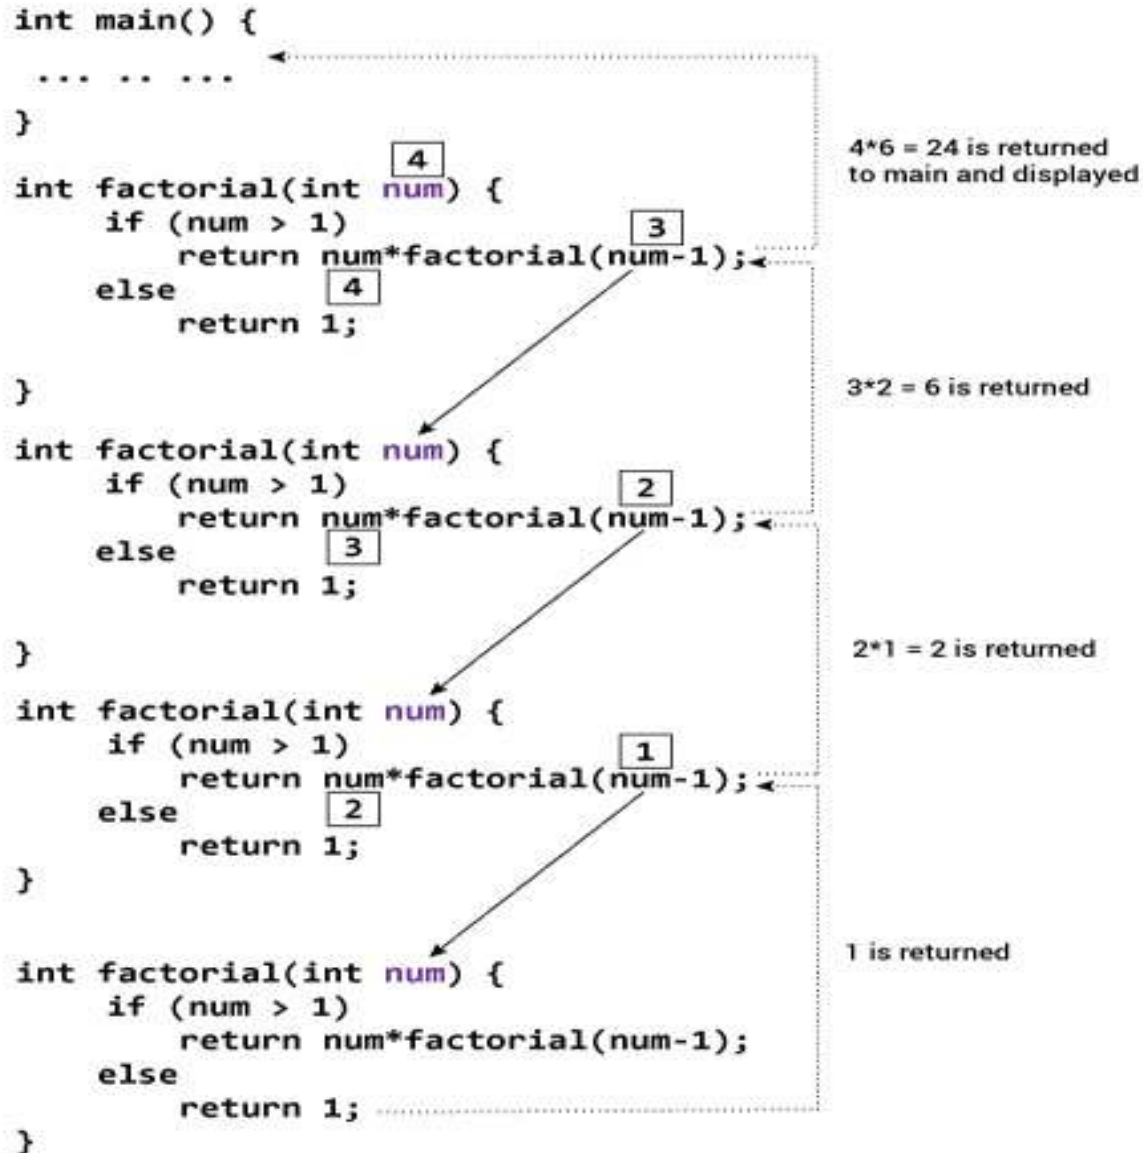 int main() {
... .. ...
}
4*6 = 24 is returned
to main and displayed
4
int factorial(int num) {
if (num > 1)
3
return num*factorial(num-1);
else
4
return 1;
}
3*2 = 6 is returned
int factorial(int num) {
if (num > 1)
2
return num*factorial(num-1);
else
3
return 1;
}
2*1 = 2 is returned
int factorial(int num) {
if (num > 1)
1
return num*factorial(num-1);
else
2
return 1;
}
1 is returned
int factorial(int num) {
if (num > 1)
return num*factorial(num-1);
else
return 1;
}